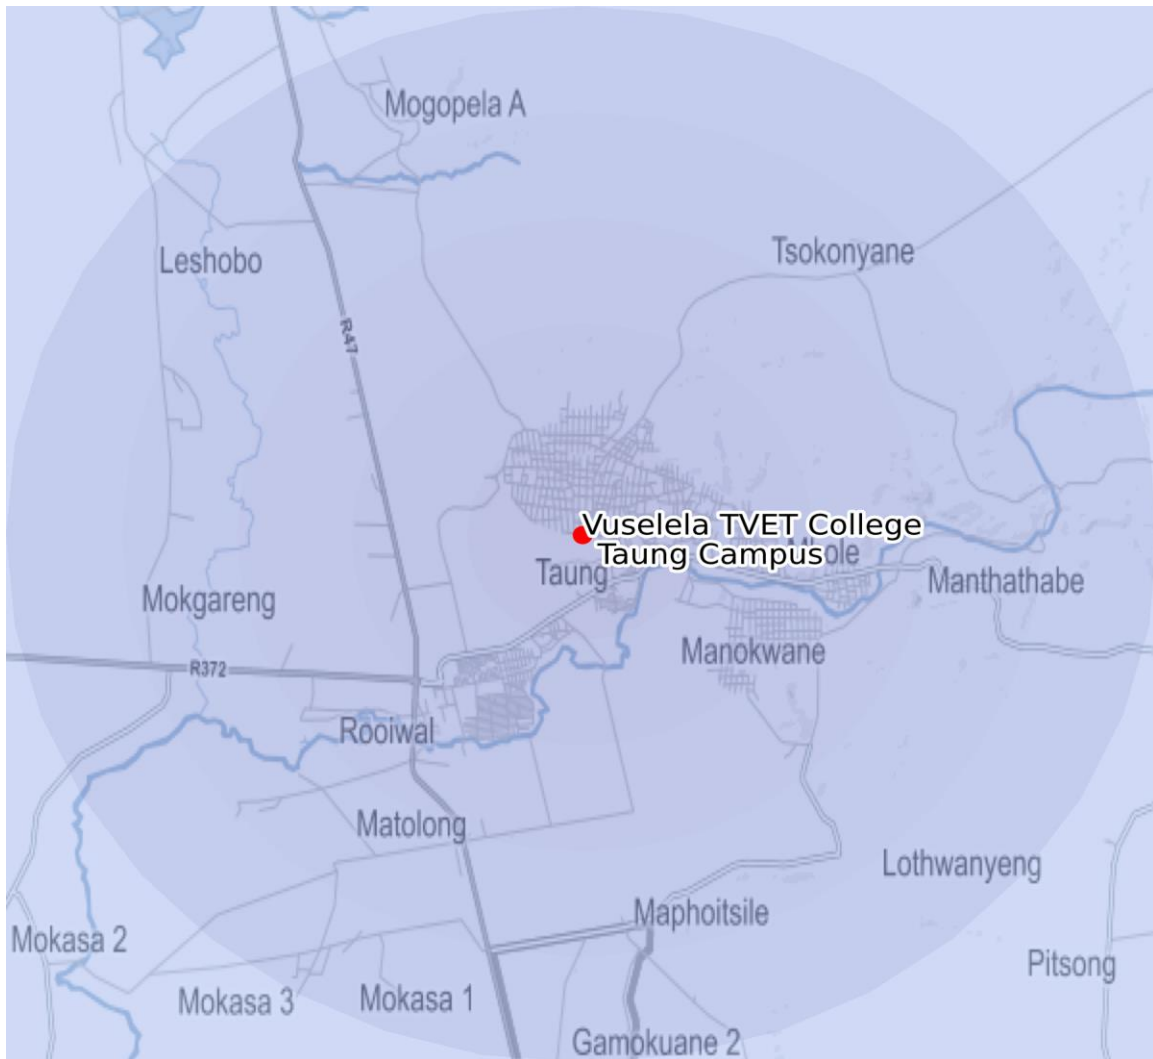 Mogopela A
Tsokonyane
Leshobo
R47
Vuselela TVET College
Taung Campus
Taung
Manthathabe
Mokgareng
Manokwane
R372
Rooiwal
Matolong
Lothwanyeng
Maphoitsile
Mokasa 2
Pitsong
Mokasa 3
Mokasa 1
Gamokuane 2